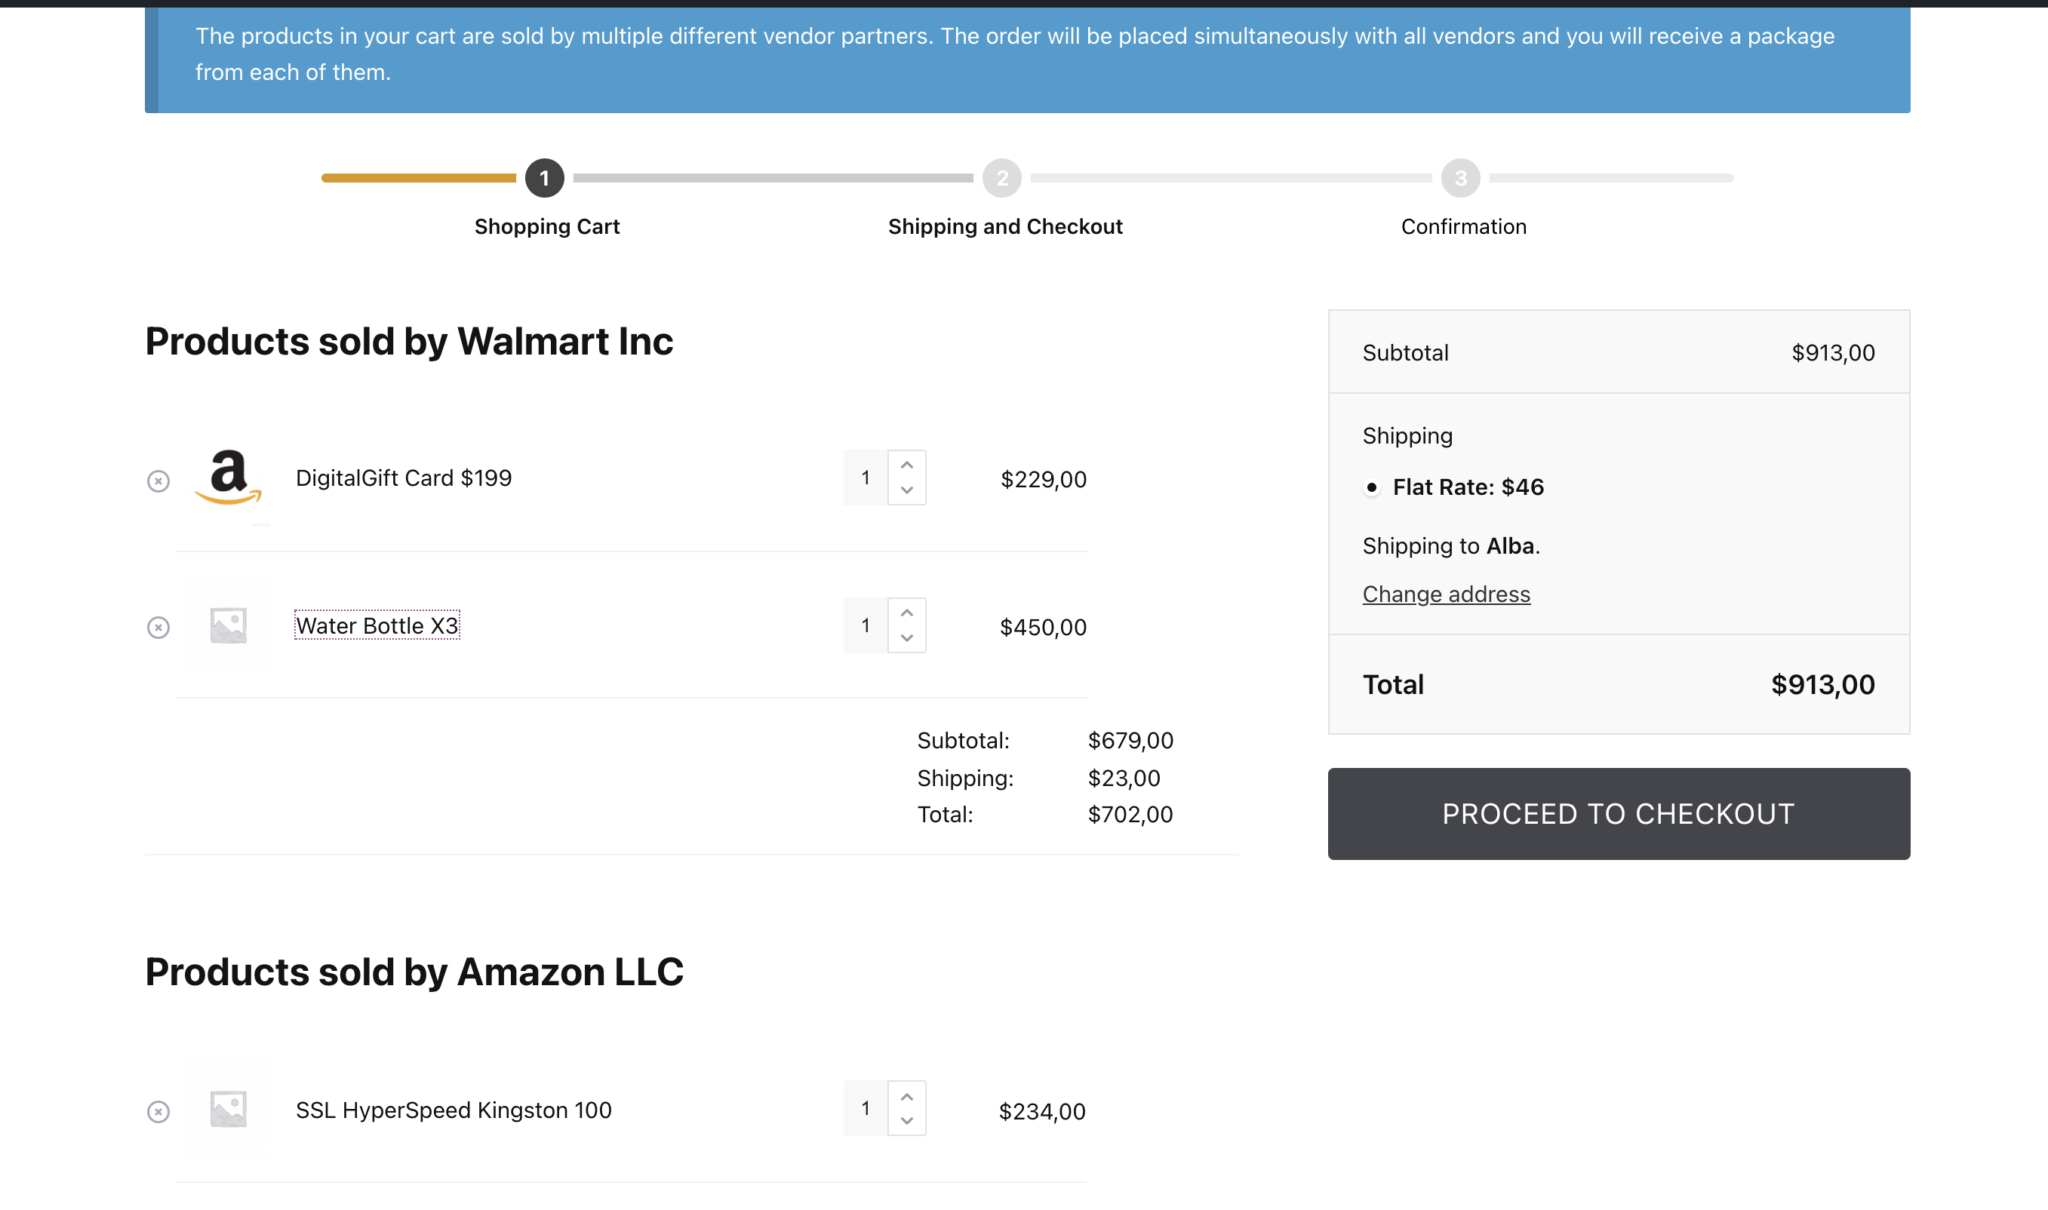 The products in your cart are sold by multiple different vendor partners. The order will be placed simultaneously with all vendors and you will receive a package
from each of them.
1
2
3
Shopping Cart
Shipping and Checkout
Confirmation
Products sold by Walmart Inc
DigitalGift Card $199
1
$229,00
Water Bottle X3
1
$450,00
Subtotal: $679,00
Shipping: $23,00
Total: $702,00
Products sold by Amazon LLC
SSL HyperSpeed Kingston 100
1
$234,00
Subtotal $913,00
Shipping
Flat Rate: $46
Shipping to Alba.
Change address
Total $913,00
PROCEED TO CHECKOUT